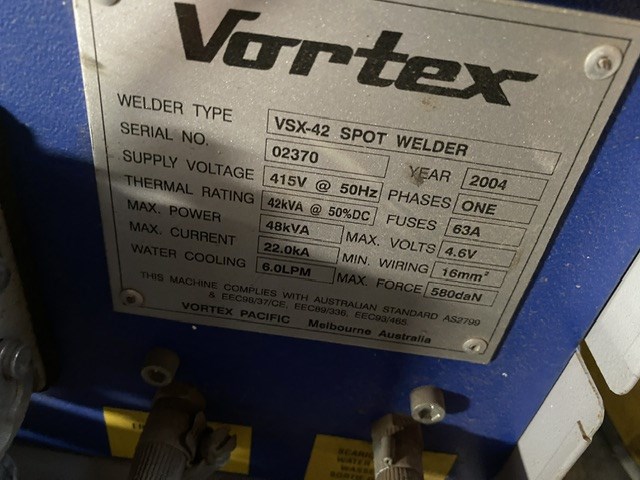 Vortex
WELDER TYPE VSX-42 SPOT WELDER
SERIAL NO. 02370 YEAR 2004
SUPPLY VOLTAGE 415V @ 50Hz PHASES ONE
THERMAL RATING 42kVA @ 50%DC FUSES 63A
MAX. POWER 48kVA MAX. VOLTS 4.6V
MAX. CURRENT 22.0kA MIN. WIRING 16mm²
WATER COOLING 6.0LPM MAX. FORCE 580daN
THIS MACHINE COMPLIES WITH AUSTRALIAN STANDARD AS2799
& EEC98/37/CE, EEC89/336, EEC93/465.
VORTEX PACIFIC Melbourne Australia
WATER